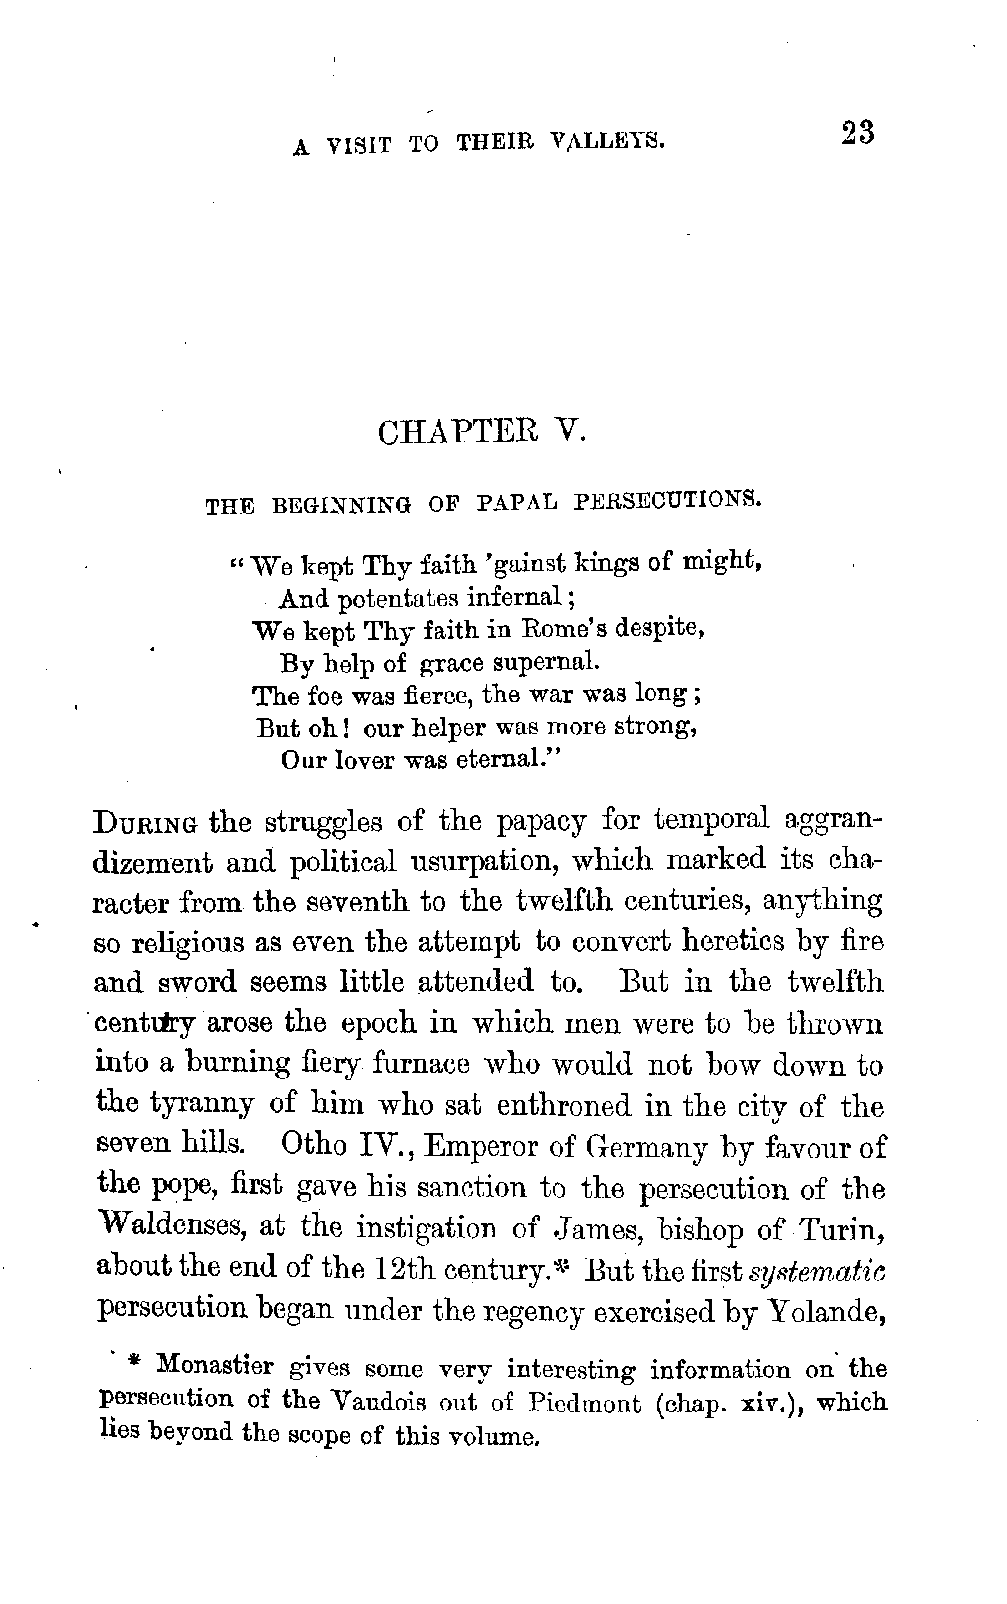 A VISIT TO THEIR VALLEYS. 23
CHAPTER V.
THE BEGINNING OF PAPAL PERSECUTIONS.
“We kept Thy faith ’gainst kings of might,
And potentates infernal;
We kept Thy faith in Rome’s despite,
By help of grace supernal.
The foe was fierce, the war was long;
But oh! our helper was more strong,
Our lover was eternal.”
DURING the struggles of the papacy for temporal aggran-
dizement and political usurpation, which marked its cha-
racter from the seventh to the twelfth centuries, anything
so religious as even the attempt to convert heretics by fire
and sword seems little attended to. But in the twelfth
century arose the epoch in which men were to be thrown
into a burning fiery furnace who would not bow down to
the tyranny of him who sat enthroned in the city of the
seven hills. Otho IV., Emperor of Germany by favour of
the pope, first gave his sanction to the persecution of the
Waldenses, at the instigation of James, bishop of Turin,
about the end of the 12th century.* But the first systematic
persecution began under the regency exercised by Yolande,
* Monastier gives some very interesting information on the
persecution of the Vaudois out of Piedmont (chap. xiv.), which
lies beyond the scope of this volume.